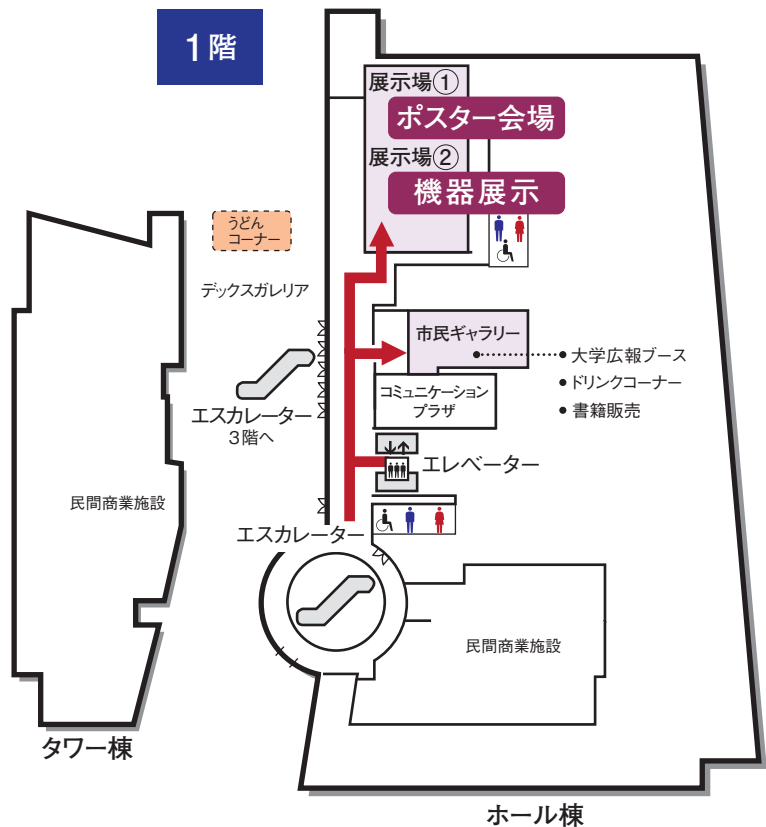 1階
展示場①
ポスター会場
展示場②
機器展示
うどん
コーナー
デックスガレリア
市民ギャラリー
● 大学広報ブース
● ドリンクコーナー
● 書籍販売
コミュニケーション
プラザ
エスカレーター
3階へ
エレベーター
民間商業施設
エスカレーター
民間商業施設
タワー棟
ホール棟